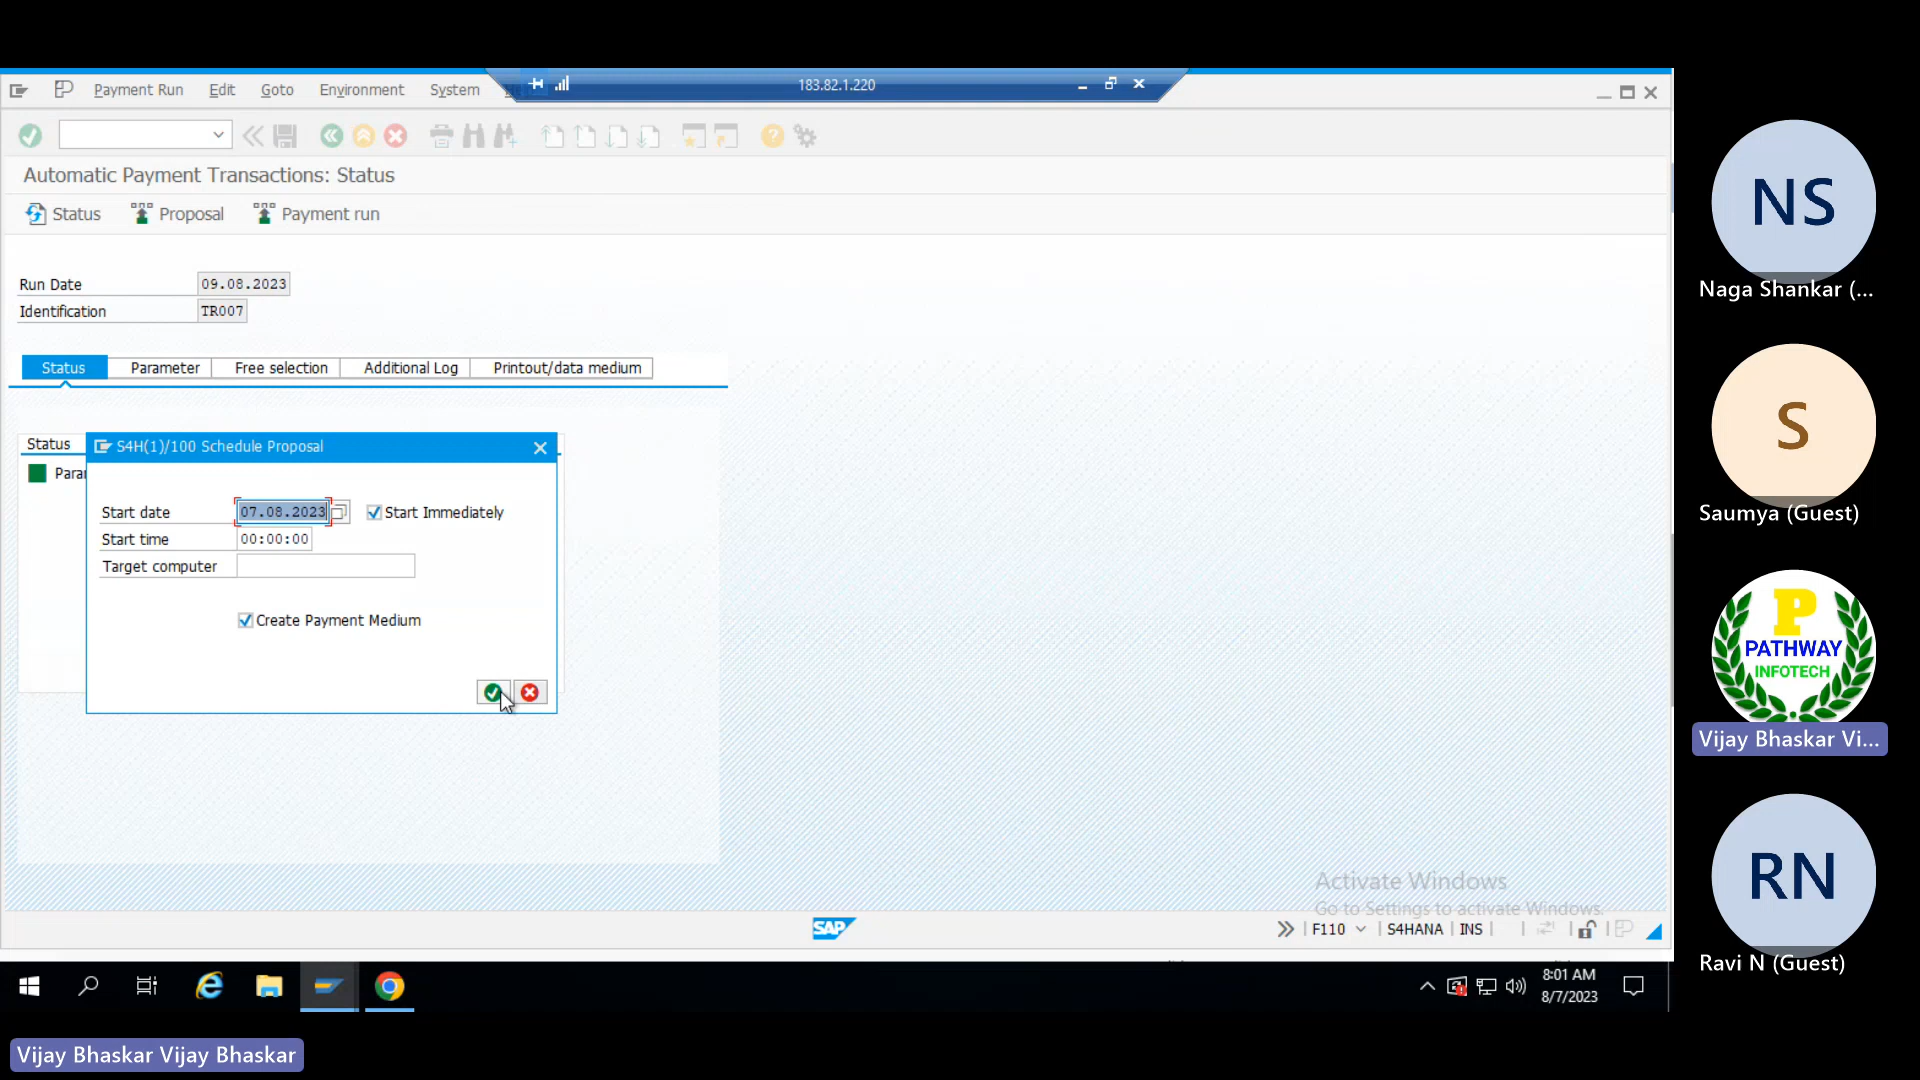 183.82.1.220
Payment Run Edit Goto Environment System
Automatic Payment Transactions: Status
Status Proposal Payment run
Run Date 09.08.2023
Identification TR007
Status Parameter Free selection Additional Log Printout/data medium
Status
Para
S4H(1)/100 Schedule Proposal
Start date 07.08.2023 Start Immediately
Start time 00:00:00
Target computer
Create Payment Medium
Activate Windows
Go to Settings to activate Windows.
SAP
F110 S4HANA INS
8:01 AM
8/7/2023
NS
Naga Shankar (...
S
Saumya (Guest)
P
PATHWAY
INFOTECH
Vijay Bhaskar Vi...
RN
Ravi N (Guest)
Vijay Bhaskar Vijay Bhaskar